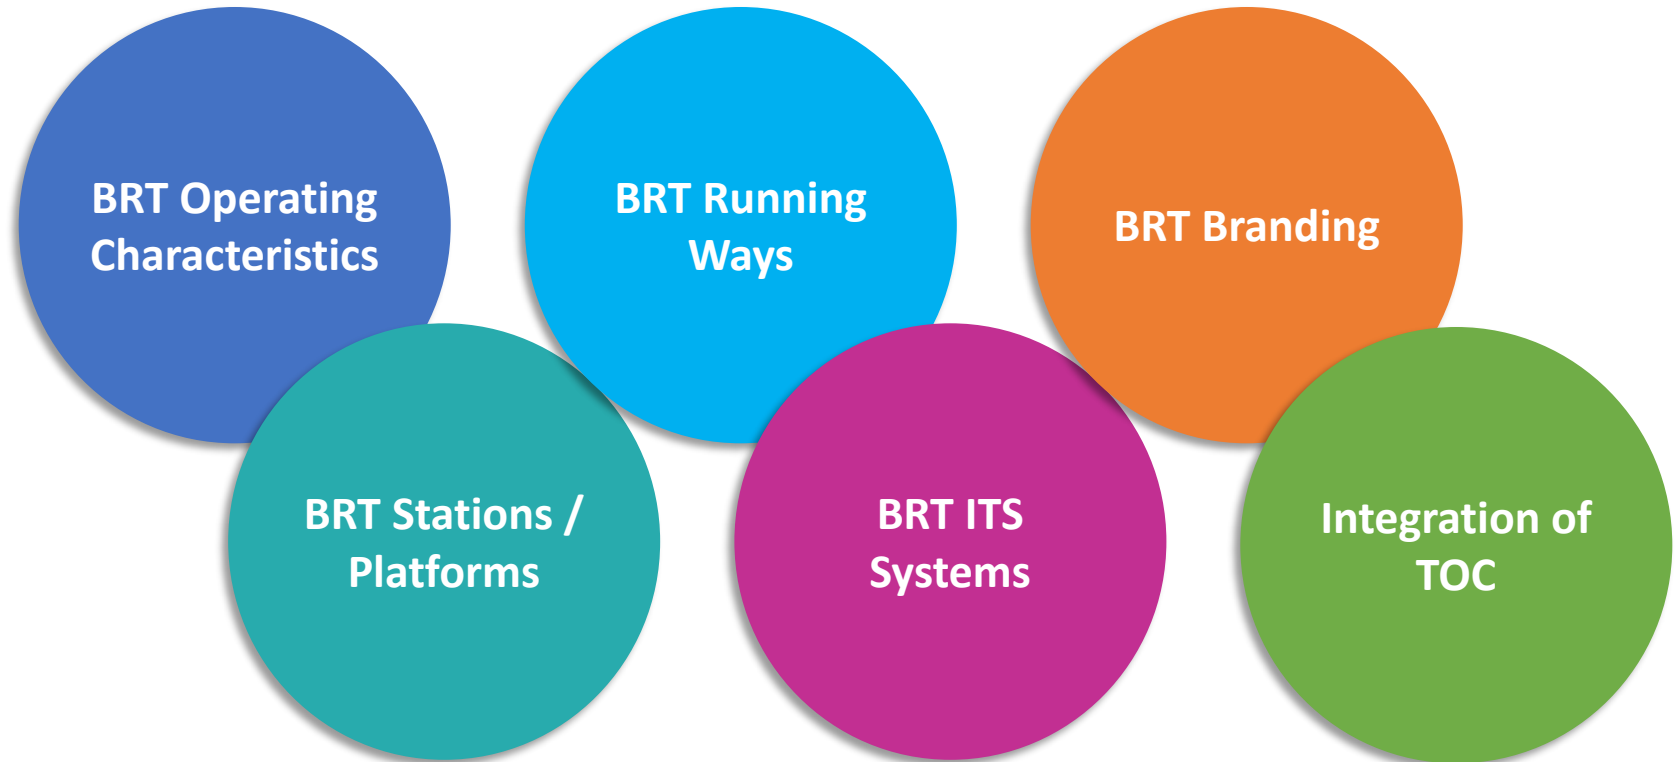 BRT Operating
Characteristics
BRT Running
Ways
BRT Branding
BRT Stations /
Platforms
BRT ITS
Systems
Integration of
TOC